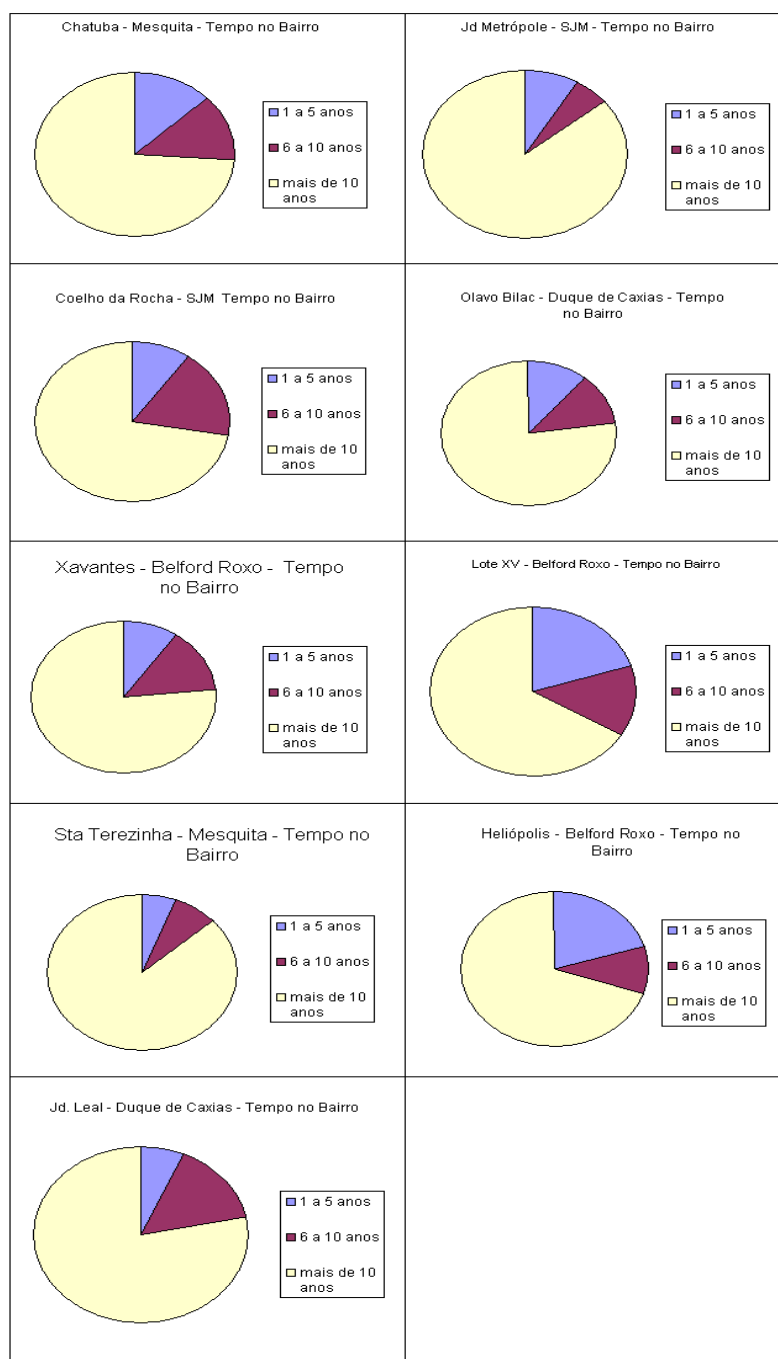 Chatuba - Mesquita - Tempo no Bairro
1 a 5 anos
6 a 10 anos
mais de 10
anos
Jd Metrópole - SJM - Tempo no Bairro
1 a 5 anos
6 a 10 anos
mais de 10
anos
Coelho da Rocha - SJM Tempo no Bairro
1 a 5 anos
6 a 10 anos
mais de 10
anos
Olavo Bilac - Duque de Caxias - Tempo
no Bairro
1 a 5 anos
6 a 10 anos
mais de 10
anos
Xavantes - Belford Roxo - Tempo
no Bairro
1 a 5 anos
6 a 10 anos
mais de 10
anos
Lote XV - Belford Roxo - Tempo no Bairro
1 a 5 anos
6 a 10 anos
mais de 10
anos
Sta Terezinha - Mesquita - Tempo no
Bairro
1 a 5 anos
6 a 10 anos
mais de 10
anos
Heliópolis - Belford Roxo - Tempo no
Bairro
1 a 5 anos
6 a 10 anos
mais de 10
anos
Jd. Leal - Duque de Caxias - Tempo no Bairro
1 a 5 anos
6 a 10 anos
mais de 10
anos